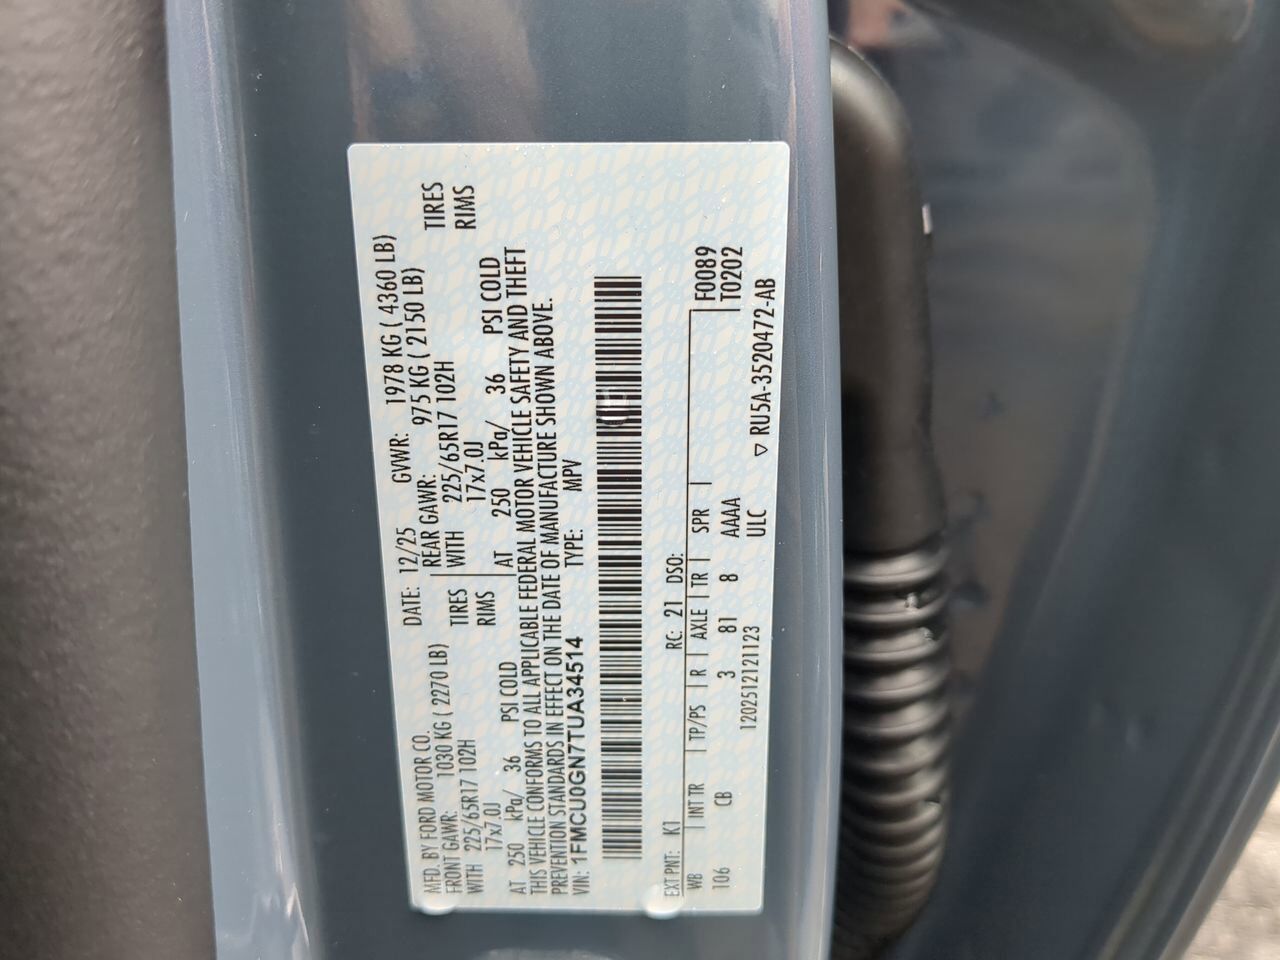 MFD. BY FORD MOTOR CO. DATE: 12/25 GVWR: 1978 KG ( 4360 LB)
FRONT GAWR: 1030 KG ( 2270 LB) REAR GAWR: 975 KG ( 2150 LB)
WITH 225/65R17 102H TIRES WITH 225/65R17 102H TIRES
17x7.0J RIMS 17x7.0J RIMS
AT 250 kPa/ 36 PSI COLD AT 250 kPa/ 36 PSI COLD
THIS VEHICLE CONFORMS TO ALL APPLICABLE FEDERAL MOTOR VEHICLE SAFETY AND THEFT
PREVENTION STANDARDS IN EFFECT ON THE DATE OF MANUFACTURE SHOWN ABOVE.
VIN: 1FMCU0GN7TUA34514 TYPE: MPV
EXT PNT: K1 RC: 21 DSO:
WB INT TR TP/PS R AXLE TR SPR F0089
106 CB 3 81 8 AAAA T0202
120251212123 ULC
▽ RU5A-3520472-AB